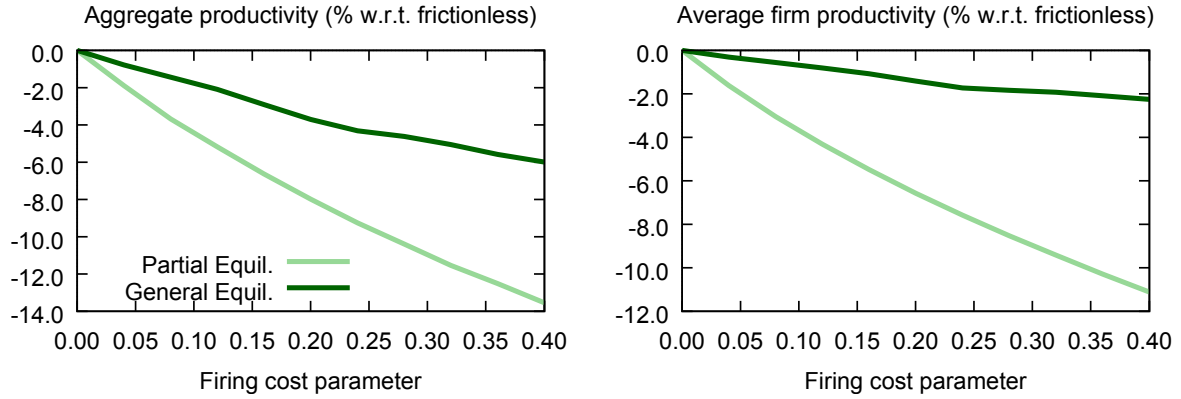 Aggregate productivity (% w.r.t. frictionless)
0.0
-2.0
-4.0
-6.0
-8.0
-10.0
-12.0
-14.0
Partial Equil.
General Equil.
0.00 0.05 0.10 0.15 0.20 0.25 0.30 0.35 0.40
Firing cost parameter
Average firm productivity (% w.r.t. frictionless)
0.0
-2.0
-4.0
-6.0
-8.0
-10.0
-12.0
0.00 0.05 0.10 0.15 0.20 0.25 0.30 0.35 0.40
Firing cost parameter